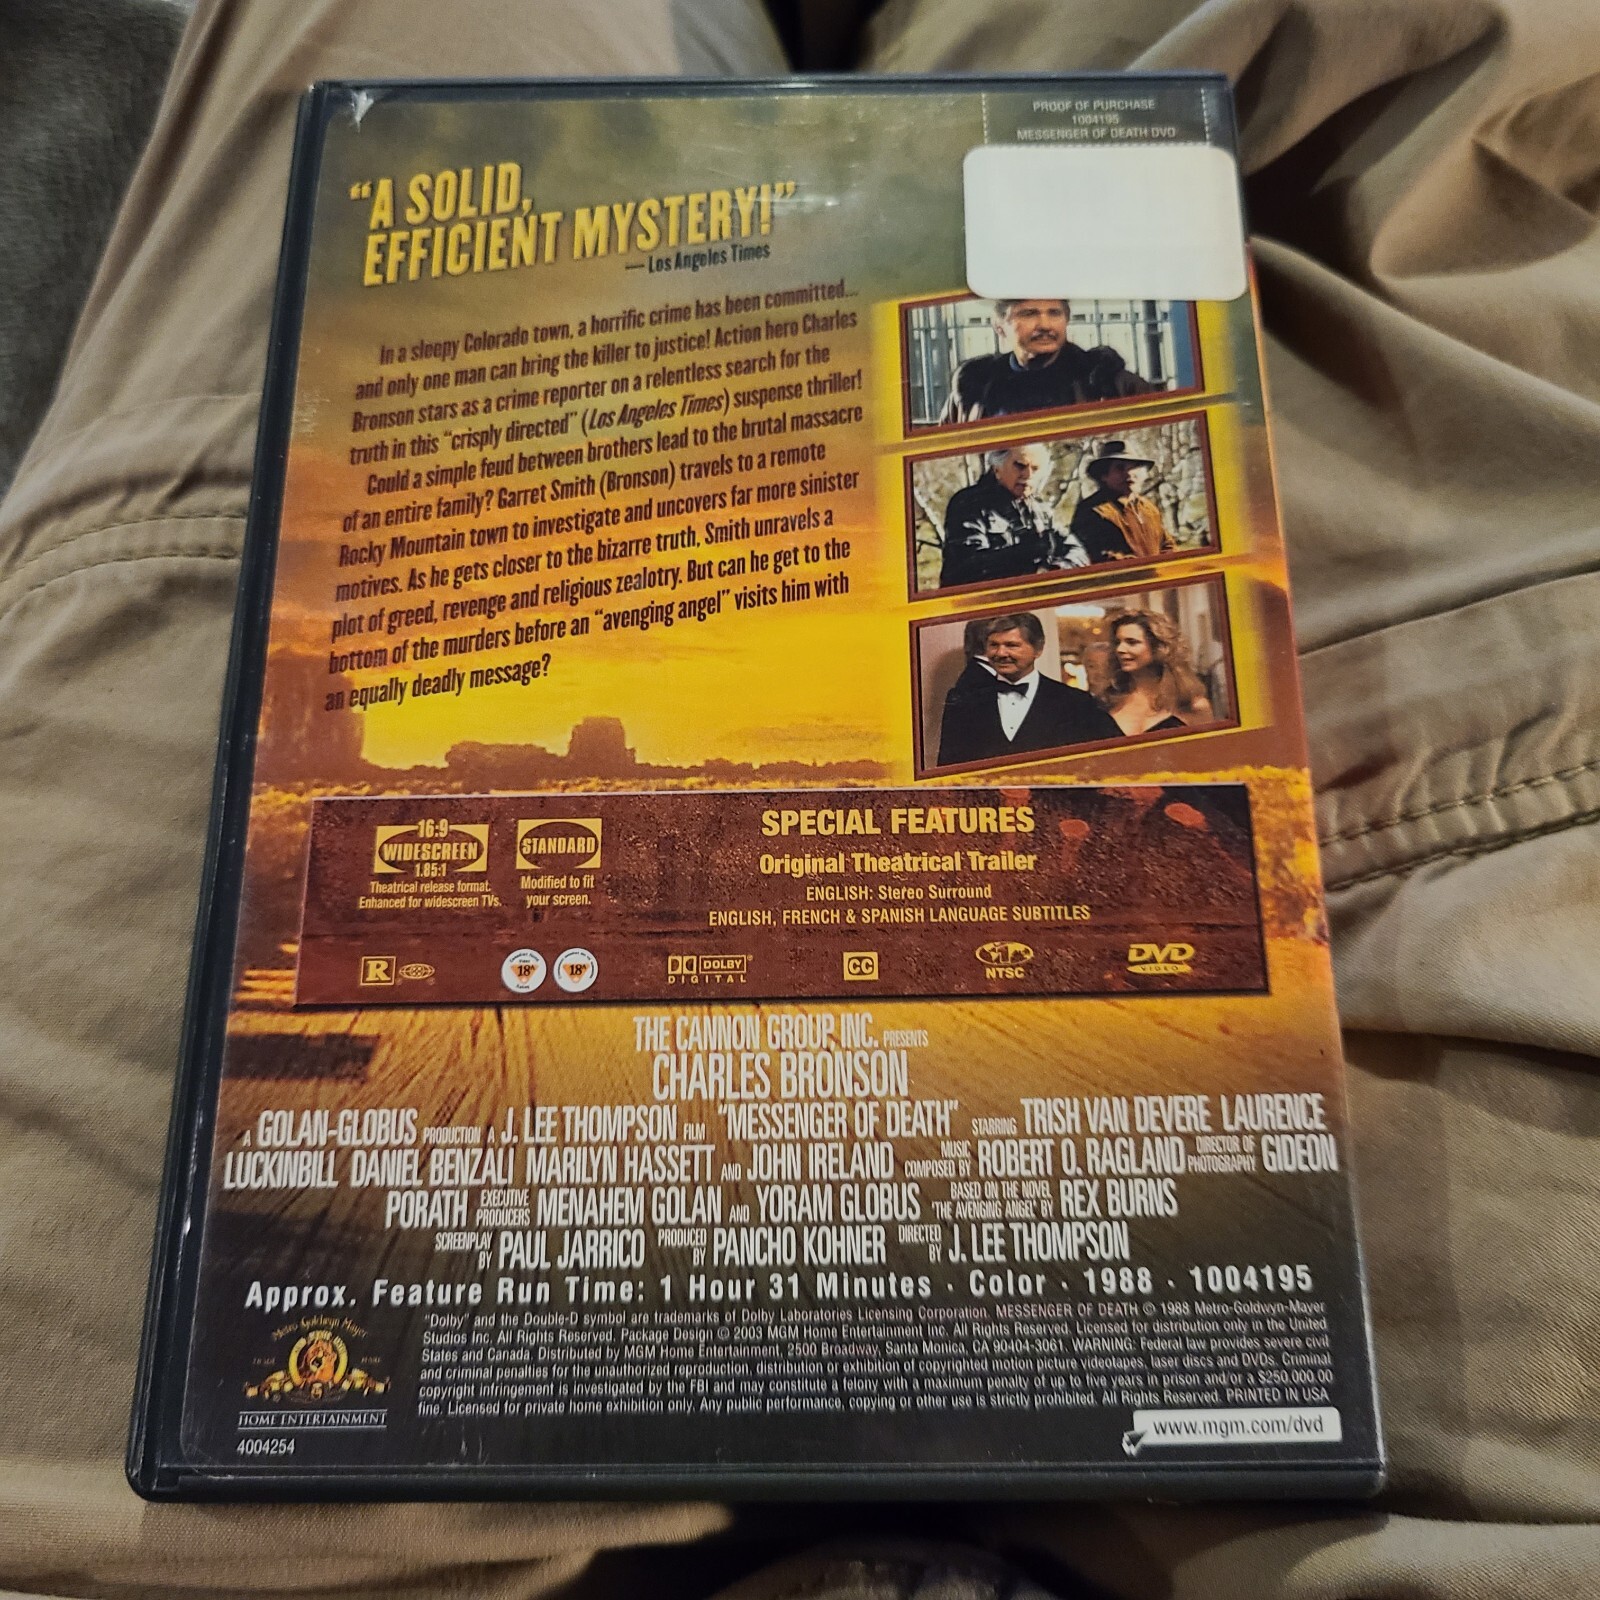 PROOF OF PURCHASE
1004195
MESSENGER OF DEATH DVD
"A SOLID,
EFFICIENT MYSTERY!"
— Los Angeles Times
In a sleepy Colorado town, a horrific crime has been committed...
and only one man can bring the killer to justice! Action hero Charles
Bronson stars as a crime reporter on a relentless search for the
truth in this "crisply directed" (Los Angeles Times) suspense thriller!
Could a simple feud between brothers lead to the brutal massacre
of an entire family? Garret Smith (Bronson) travels to a remote
Rocky Mountain town to investigate and uncovers far more sinister
motives. As he gets closer to the bizarre truth, Smith unravels a
plot of greed, revenge and religious zealotry. But can he get to the
bottom of the murders before an "avenging angel" visits him with
an equally deadly message?
16:9
WIDESCREEN
1.85:1
Theatrical release format.
Enhanced for widescreen TVs.
STANDARD
Modified to fit
your screen.
SPECIAL FEATURES
Original Theatrical Trailer
ENGLISH: Stereo Surround
ENGLISH, FRENCH & SPANISH LANGUAGE SUBTITLES
R ® 18A 18A DOLBY DIGITAL CC NTSC DVD VIDEO
THE CANNON GROUP, INC. PRESENTS
CHARLES BRONSON
A GOLAN-GLOBUS PRODUCTION A J. LEE THOMPSON FILM "MESSENGER OF DEATH" STARRING TRISH VAN DEVERE LAURENCE
LUCKINBILL DANIEL BENZALI MARILYN HASSETT AND JOHN IRELAND MUSIC COMPOSED BY ROBERT O. RAGLAND DIRECTOR OF PHOTOGRAPHY GIDEON
PORATH EXECUTIVE PRODUCERS MENAHEM GOLAN AND YORAM GLOBUS BASED ON THE NOVEL "THE AVENGING ANGEL" BY REX BURNS
SCREENPLAY BY PAUL JARRICO PRODUCED BY PANCHO KOHNER DIRECTED BY J. LEE THOMPSON
Approx. Feature Run Time: 1 Hour 31 Minutes · Color · 1988 · 1004195
"Dolby" and the Double-D symbol are trademarks of Dolby Laboratories Licensing Corporation. MESSENGER OF DEATH © 1988 Metro-Goldwyn-Mayer
Studios Inc. All Rights Reserved. Package Design © 2003 MGM Home Entertainment Inc. All Rights Reserved. Licensed for distribution only in the United
States and Canada. Distributed by MGM Home Entertainment, 2500 Broadway, Santa Monica, CA 90404-3061. WARNING: Federal law provides severe civil
and criminal penalties for the unauthorized reproduction, distribution or exhibition of copyrighted motion picture videotapes, laser discs and DVDs. Criminal
copyright infringement is investigated by the FBI and may constitute a felony with a maximum penalty of up to five years in prison and/or a $250,000.00
fine. Licensed for private home exhibition only. Any public performance, copying or other use is strictly prohibited. All Rights Reserved. PRINTED IN USA
Metro Goldwyn Mayer
HOME ENTERTAINMENT
4004254
www.mgm.com/dvd